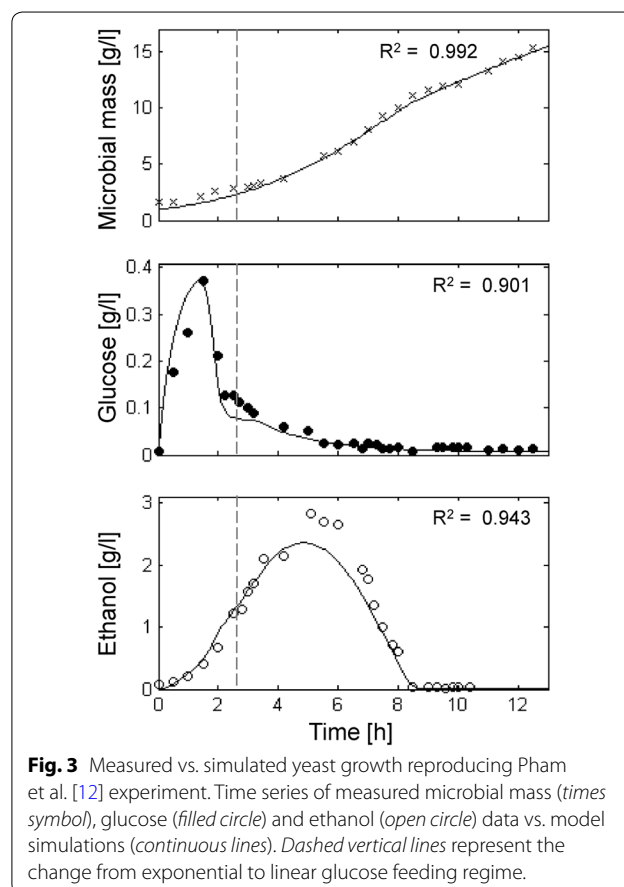 15
10
5
0
Microbial mass [g/l]
R² = 0.992
0.4
0.3
0.2
0.1
0
Glucose [g/l]
R² = 0.901
3
2
1
0
Ethanol [g/l]
R² = 0.943
0 2 4 6 8 10 12
Time [h]
Fig. 3 Measured vs. simulated yeast growth reproducing Pham
et al. [12] experiment. Time series of measured microbial mass (times
symbol), glucose (filled circle) and ethanol (open circle) data vs. model
simulations (continuous lines). Dashed vertical lines represent the
change from exponential to linear glucose feeding regime.